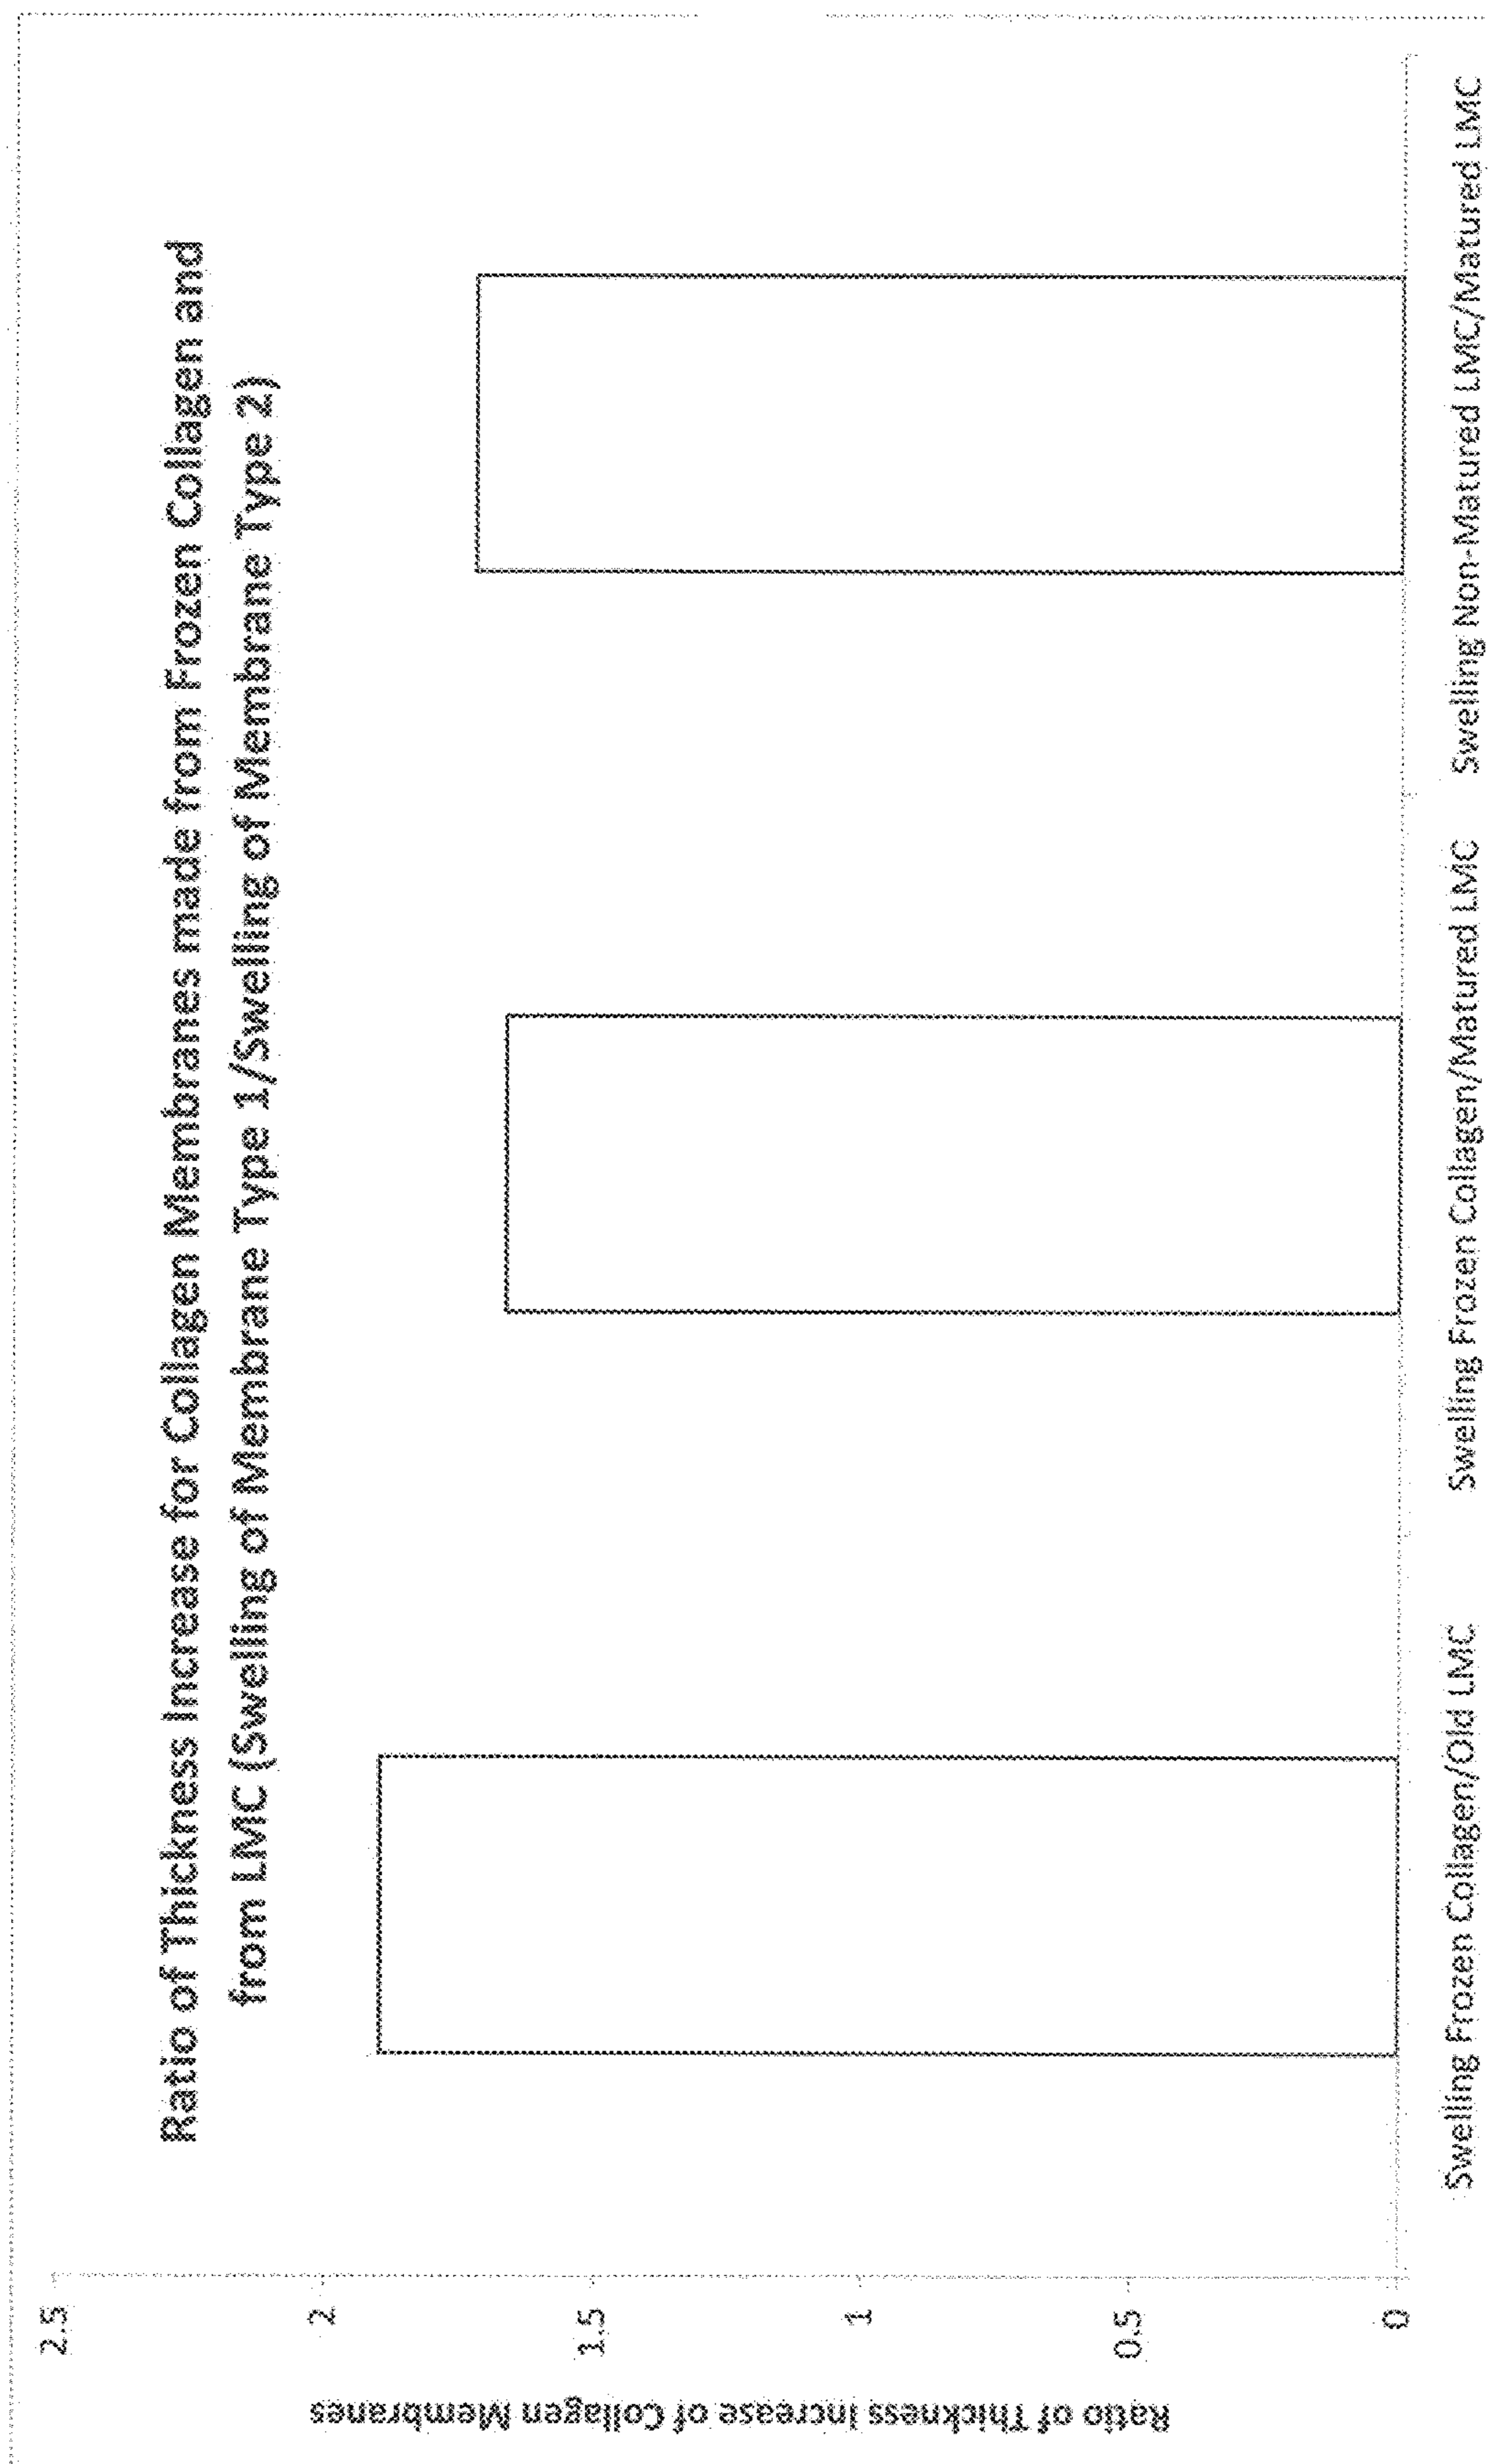 Ratio of Thickness Increase for Collagen Membranes made from Frozen Collagen and
from LMC (Swelling of Membrane Type 1/Swelling of Membrane Type 2)
Ratio of Thickness Increase of Collagen Membranes
2.5
2
1.5
1
0.5
0
Swelling Frozen Collagen/Old LMC
Swelling Frozen Collagen/Matured LMC
Swelling Non-Matured LMC/Matured LMC